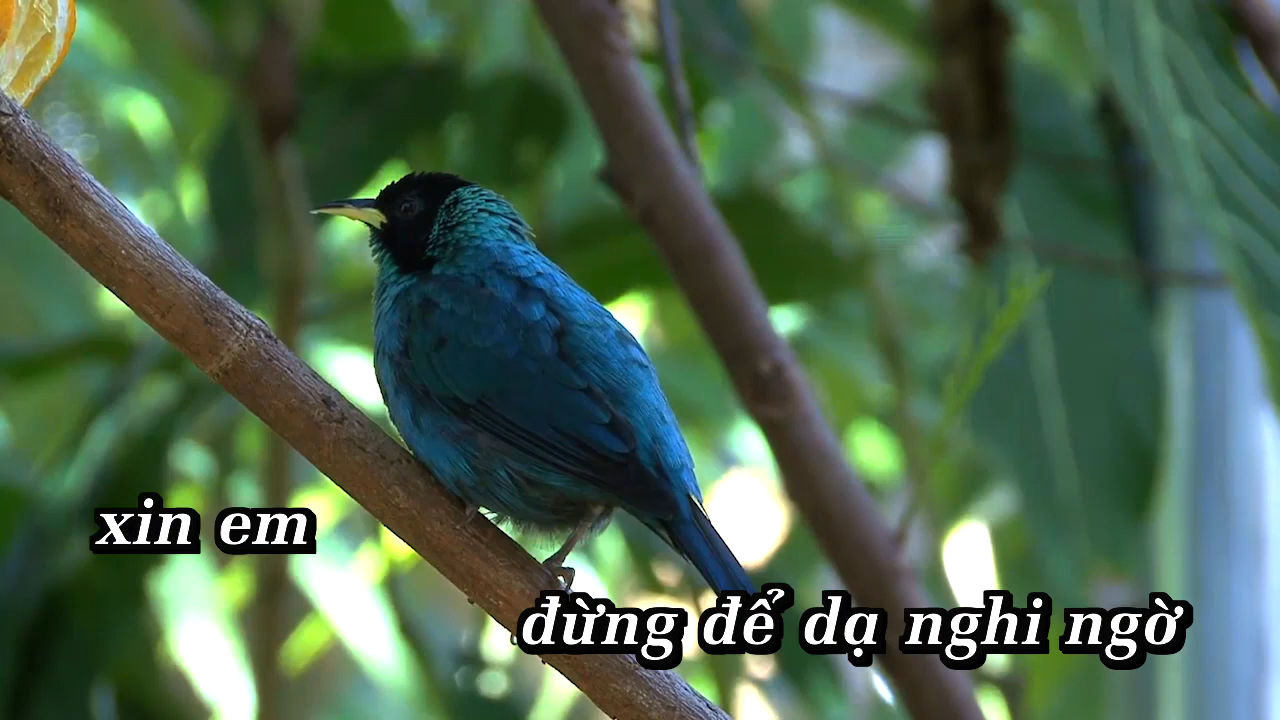 xin em
đừng để dạ nghi ngờ